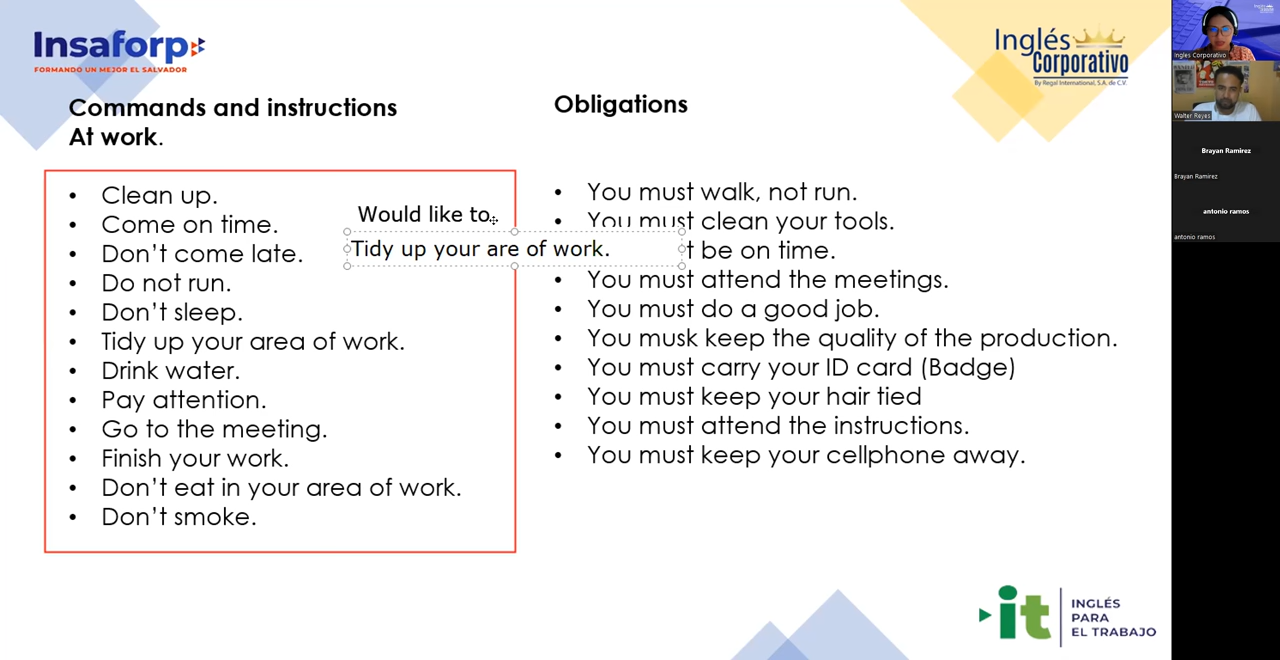 Insaforp
FORMANDO UN MEJOR EL SALVADOR
Inglés
Corporativo
By Regal International, S.A. de C.V.
Commands and instructions
At work.
Clean up.
Come on time.
Don't come late.
Do not run.
Don't sleep.
Tidy up your area of work.
Drink water.
Pay attention.
Go to the meeting.
Finish your work.
Don't eat in your area of work.
Don't smoke.
Would like to.
Tidy up your are of work.
Obligations
You must walk, not run.
You must clean your tools.
t be on time.
You must attend the meetings.
You must do a good job.
You musk keep the quality of the production.
You must carry your ID card (Badge)
You must keep your hair tied
You must attend the instructions.
You must keep your cellphone away.
it
INGLÉS
PARA
EL TRABAJO
Ingles Corporativo
Walter Reyes
Brayan Ramirez
Brayan Ramirez
antonio ramos
antonio ramos